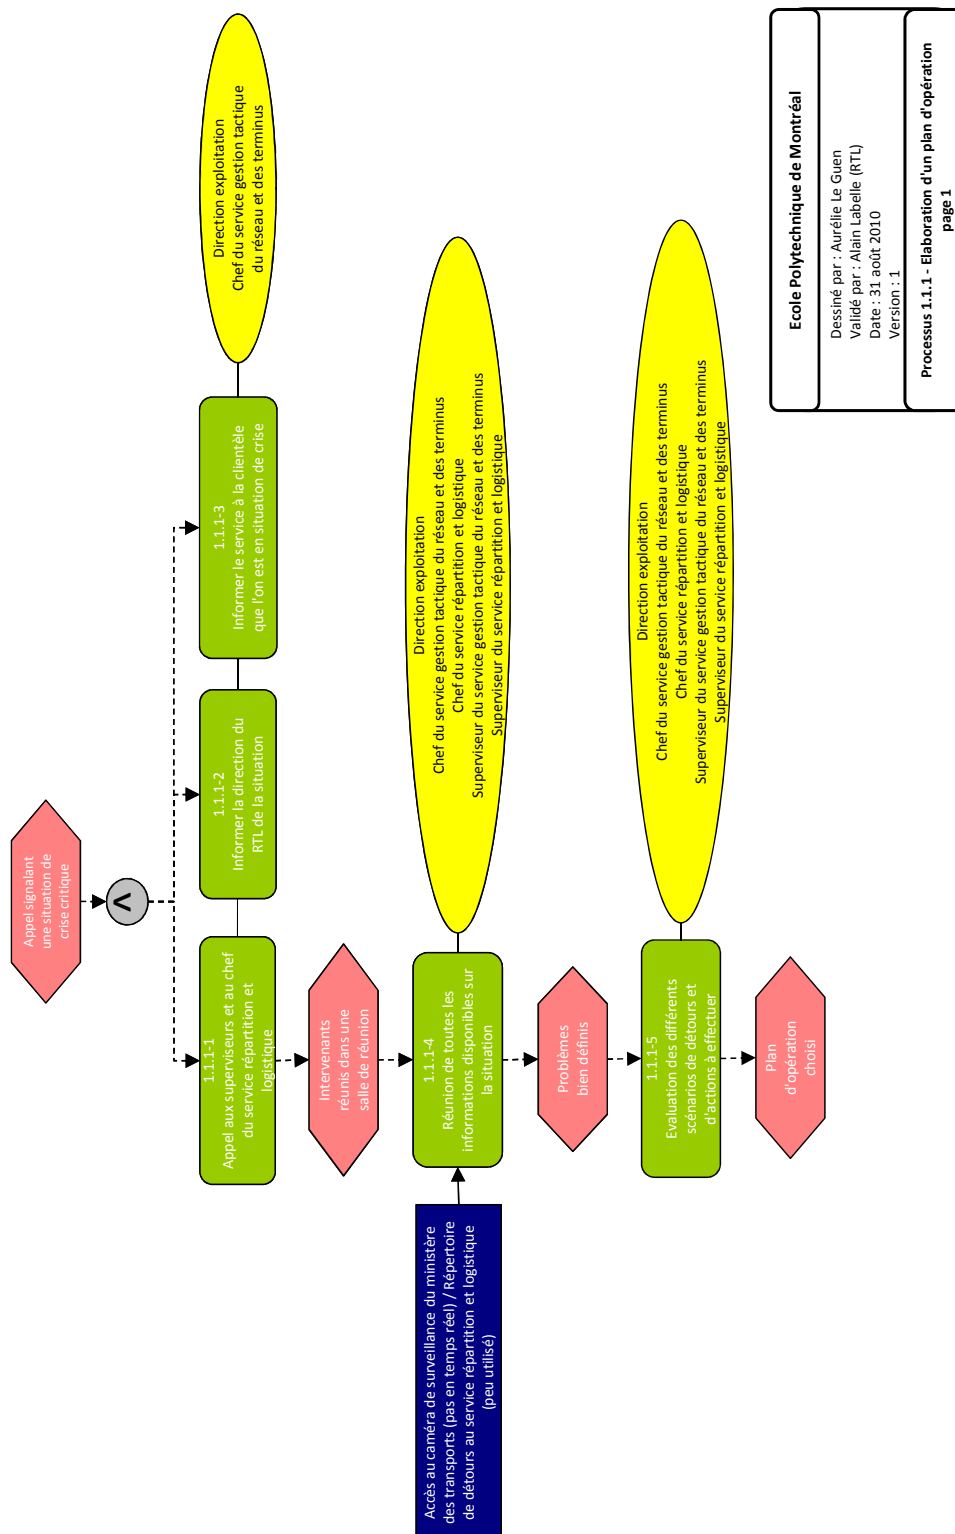 Appel signalant
une situation de
crise critique
V
1.1.1-1
Appel aux superviseurs et au chef
du service répartition et
logistique
1.1.1-2
Informer la direction du
RTL de la situation
1.1.1-3
Informer le service à la clientèle
que l'on est en situation de crise
Direction exploitation
Chef du service gestion tactique
du réseau et des terminus
Intervenants
réunis dans une
salle de réunion
Accès au caméra de surveillance du ministère
des transports (pas en temps réel) / Répertoire
de détours au service répartition et logistique
(peu utilisé)
1.1.1-4
Réunion de toutes les
informations disponibles sur
la situation
Direction exploitation
Chef du service gestion tactique du réseau et des terminus
Chef du service répartition et logistique
Superviseur du service gestion tactique du réseau et des terminus
Superviseur du service répartition et logistique
Problèmes
bien définis
1.1.1-5
Evaluation des différents
scénarios de détours et
d'actions à effectuer
Direction exploitation
Chef du service gestion tactique du réseau et des terminus
Chef du service répartition et logistique
Superviseur du service gestion tactique du réseau et des terminus
Superviseur du service répartition et logistique
Plan
d'opération
choisi
Ecole Polytechnique de Montréal
Dessiné par : Aurélie Le Guen
Validé par : Alain Labelle (RTL)
Date : 31 août 2010
Version : 1
Processus 1.1.1 - Elaboration d'un plan d'opération
page 1